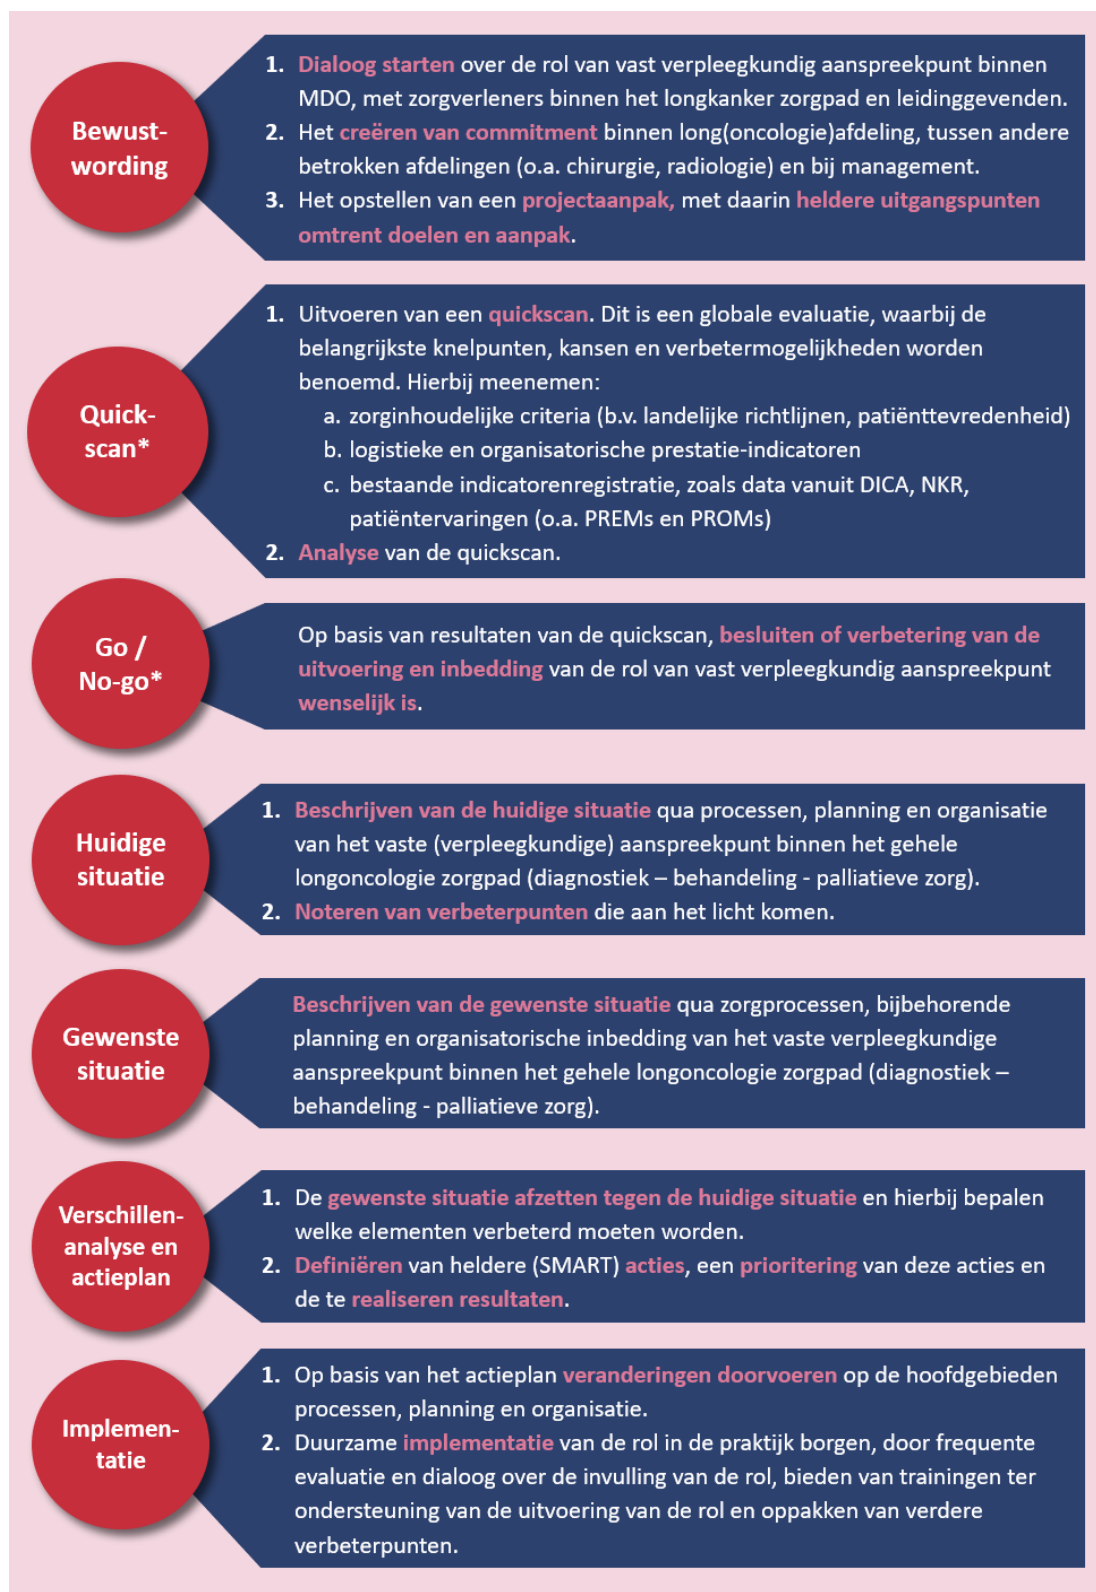 Bewust-
wording
1. Dialoog starten over de rol van vast verpleegkundig aanspreekpunt binnen
MDO, met zorgverleners binnen het longkanker zorgpad en leidinggevenden.
2. Het creëren van commitment binnen long(oncologie)afdeling, tussen andere
betrokken afdelingen (o.a. chirurgie, radiologie) en bij management.
3. Het opstellen van een projectaanpak, met daarin heldere uitgangspunten
omtrent doelen en aanpak.
Quick-
scan*
1. Uitvoeren van een quickscan. Dit is een globale evaluatie, waarbij de
belangrijkste knelpunten, kansen en verbetermogelijkheden worden
benoemd. Hierbij meenemen:
a. zorginhoudelijke criteria (b.v. landelijke richtlijnen, patiënttevredenheid)
b. logistieke en organisatorische prestatie-indicatoren
c. bestaande indicatorenregistratie, zoals data vanuit DICA, NKR,
patiëntervaringen (o.a. PREMs en PROMs)
2. Analyse van de quickscan.
Go /
No-go*
Op basis van resultaten van de quickscan, besluiten of verbetering van de
uitvoering en inbedding van de rol van vast verpleegkundig aanspreekpunt
wenselijk is.
Huidige
situatie
1. Beschrijven van de huidige situatie qua processen, planning en organisatie
van het vaste (verpleegkundige) aanspreekpunt binnen het gehele
longoncologie zorgpad (diagnostiek – behandeling - palliatieve zorg).
2. Noteren van verbeterpunten die aan het licht komen.
Gewenste
situatie
Beschrijven van de gewenste situatie qua zorgprocessen, bijbehorende
planning en organisatorische inbedding van het vaste verpleegkundige
aanspreekpunt binnen het gehele longoncologie zorgpad (diagnostiek –
behandeling - palliatieve zorg).
Verschillen-
analyse en
actieplan
1. De gewenste situatie afzetten tegen de huidige situatie en hierbij bepalen
welke elementen verbeterd moeten worden.
2. Definiëren van heldere (SMART) acties, een prioritering van deze acties en
de te realiseren resultaten.
Implemen-
tatie
1. Op basis van het actieplan veranderingen doorvoeren op de hoofdgebieden
processen, planning en organisatie.
2. Duurzame implementatie van de rol in de praktijk borgen, door frequente
evaluatie en dialoog over de invulling van de rol, bieden van trainingen ter
ondersteuning van de uitvoering van de rol en oppakken van verdere
verbeterpunten.